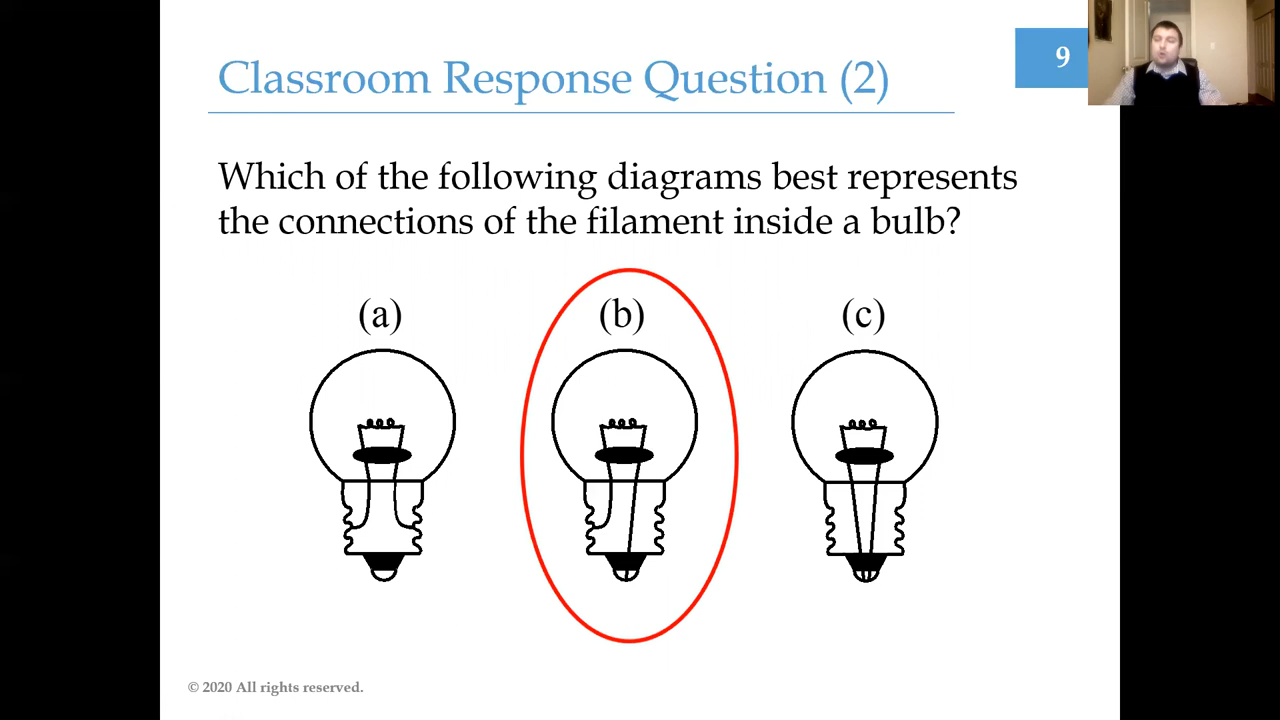 Classroom Response Question (2)
9
Which of the following diagrams best represents
the connections of the filament inside a bulb?
(a)
(b)
(c)
© 2020 All rights reserved.